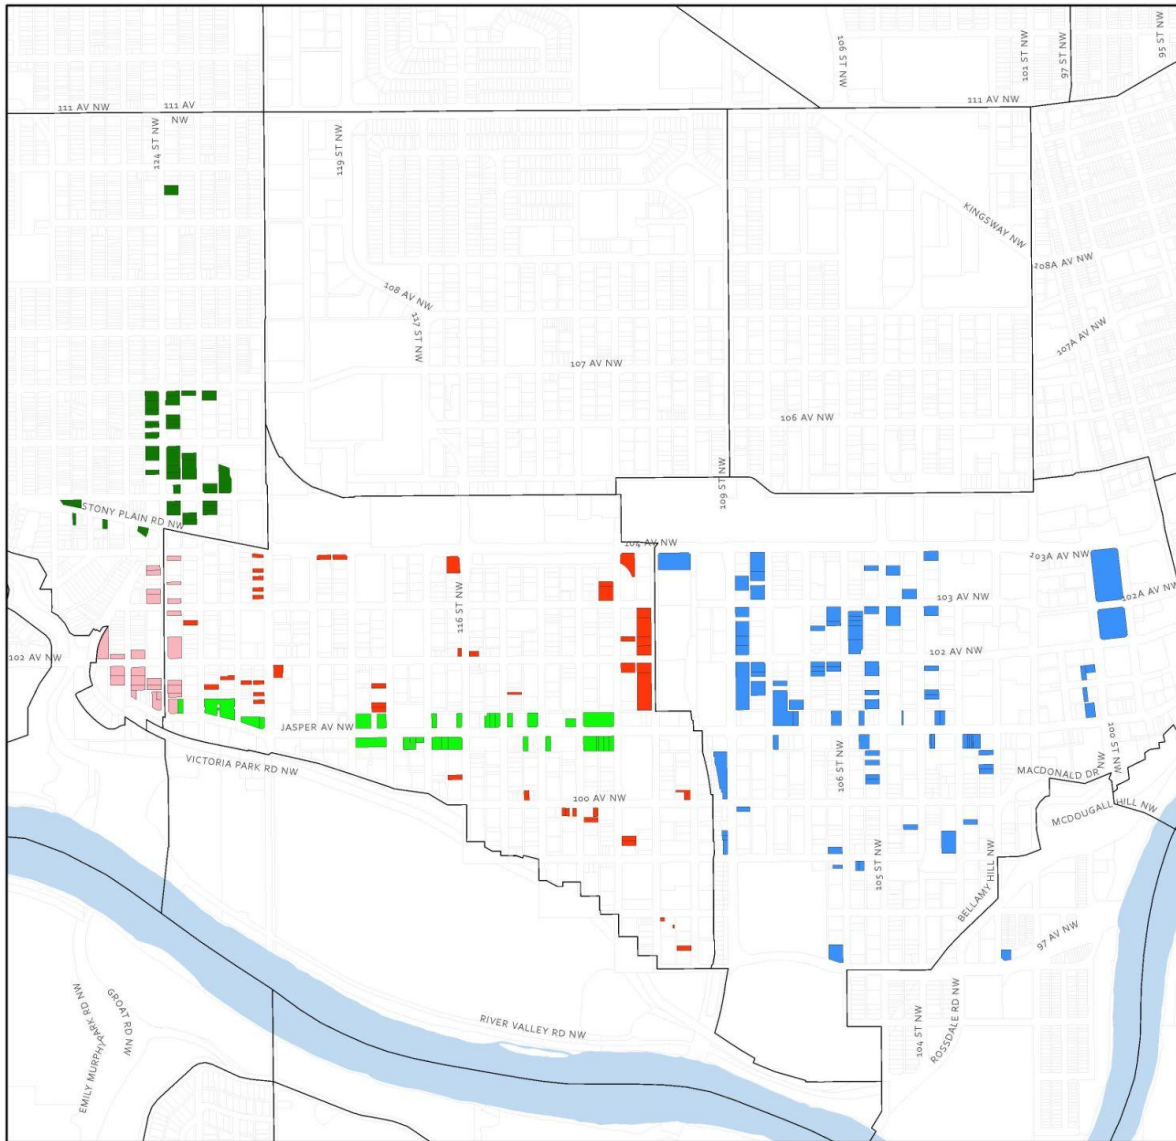 95 ST NW
101 ST NW
97 ST NW
106 ST NW
111 AV NW
111 AV
NW
111 AV NW
124 ST NW
119 ST NW
KINGSWAY NW
108A AV NW
108 AV NW
117 ST NW
107A AV NW
107 AV NW
106 AV NW
109 ST NW
STONY PLAIN RD NW
104 AV NW
103A AV NW
102A AV NW
103 AV NW
116 ST NW
102 AV NW
102 AV NW
JASPER AV NW
VICTORIA PARK RD NW
106 ST NW
100 ST NW
NW
MACDONALD DR
100 AV NW
MCDOUGALL HILL NW
105 ST NW
BELLAMY HILL NW
97 AV NW
PARK RD NW
GROAT RD NW
EMILY MURPHY
RIVER VALLEY RD NW
104 ST NW
ROSSDALE RD NW